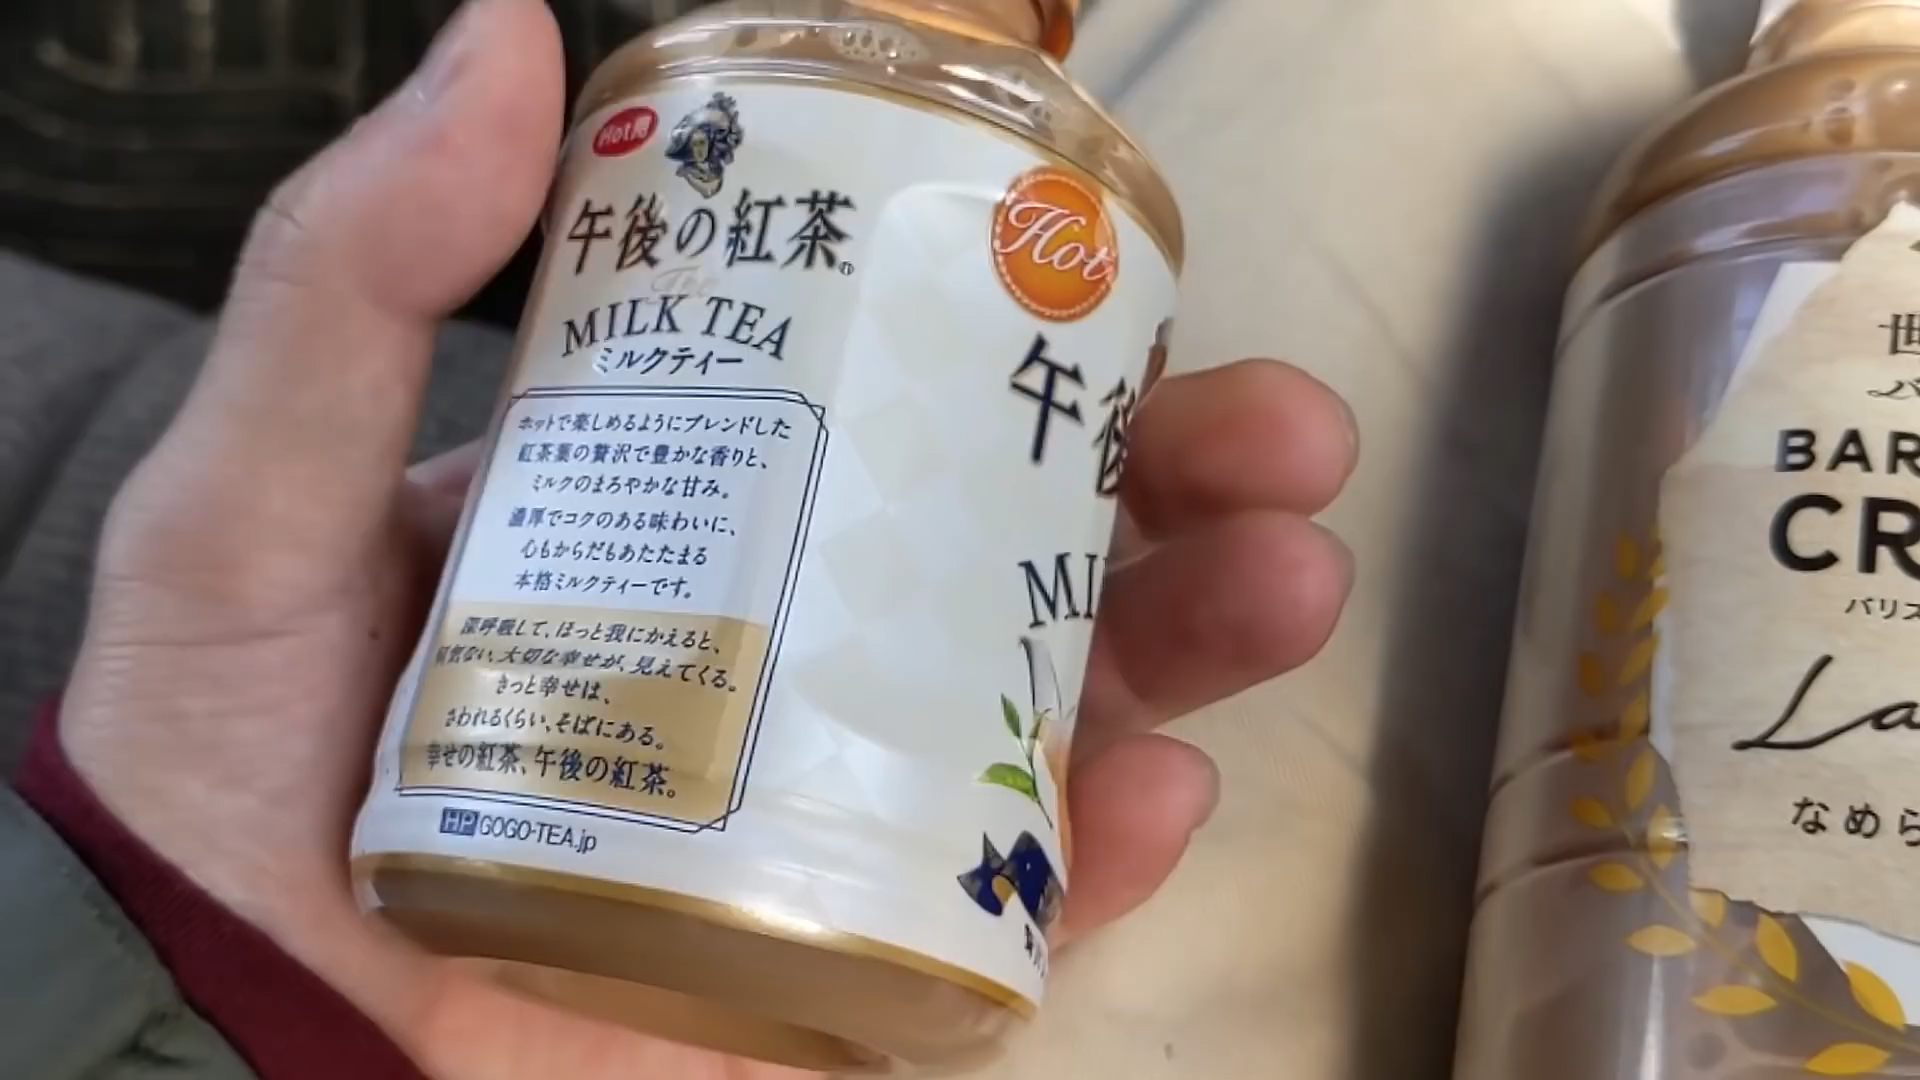 Hot用
午後の紅茶®
Tea
MILK TEA
ミルクティー
ホットで楽しめるようにブレンドした
紅茶葉の贅沢で豊かな香りと、
ミルクのまろやかな甘み。
濃厚でコクのある味わいに、
心もからだもあたたまる
本格ミルクティーです。
深呼吸して、ほっと我にかえると、
何気ない、大切な幸せが、見えてくる。
きっと幸せは、
さわれるくらい、そばにある。
幸せの紅茶、午後の紅茶。
HP GOGO-TEA.jp
Hot
午後
MI
世
BAR
CR
バリス
La
なめら